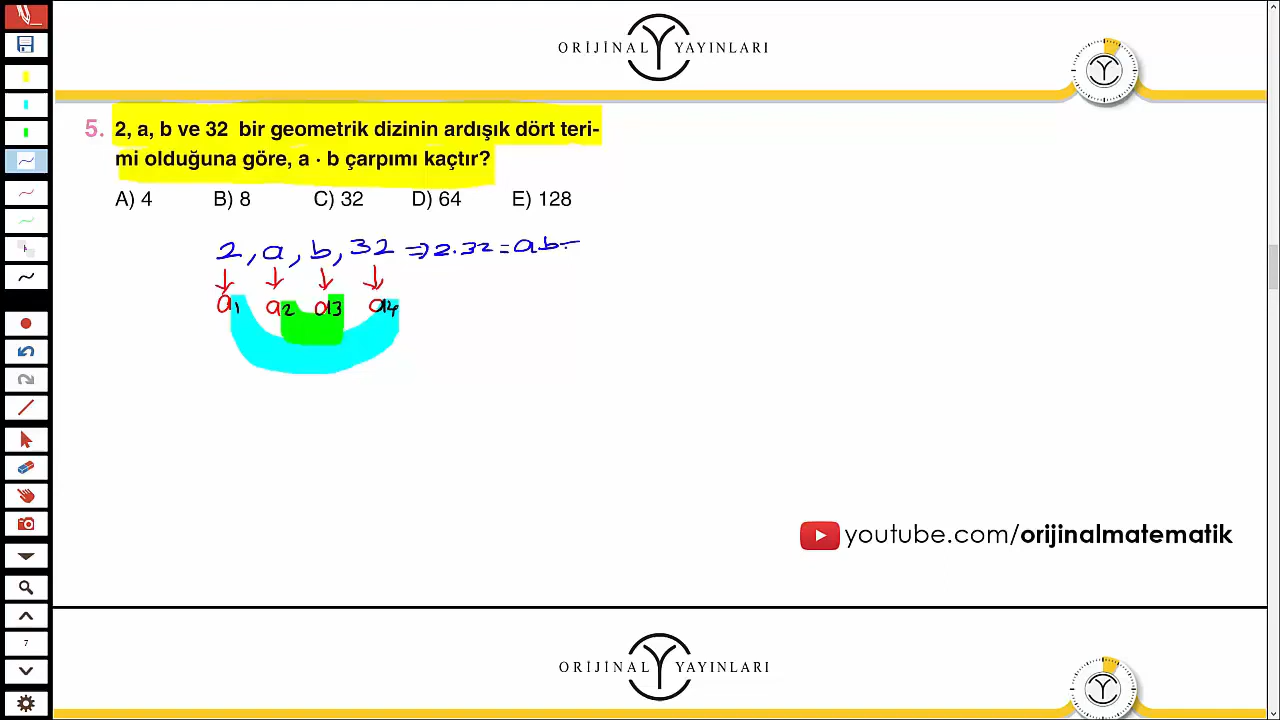 ORİJİNAL YAYINLARI
5. 2, a, b ve 32 bir geometrik dizinin ardışık dört teri-
mi olduğuna göre, a · b çarpımı kaçtır?
A) 4 B) 8 C) 32 D) 64 E) 128
2, a, b, 32 ⇒ 2.32 = a b =
a1 a2 a3 a4
youtube.com/orijinalmatematik
7
ORİJİNAL YAYINLARI